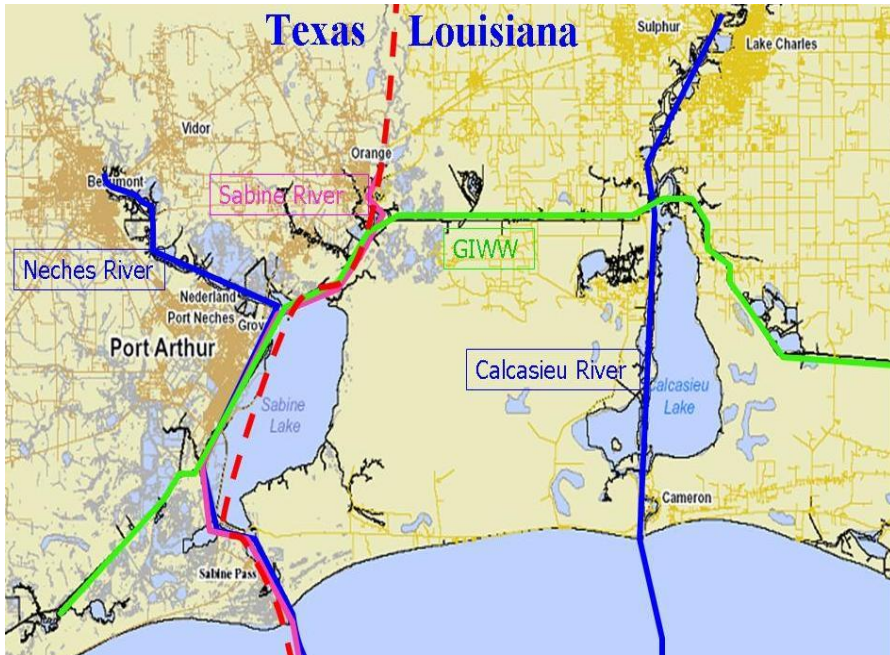 Texas Louisiana
Sulphur
Lake Charles
Vidor
Orange
Beaumont
Sabine River
Neches River
GIWW
Nederland
Port Neches
Grov
Port Arthur
Calcasieu River
Calcasieu
Lake
Sabine
Lake
Cameron
Sabine Pass